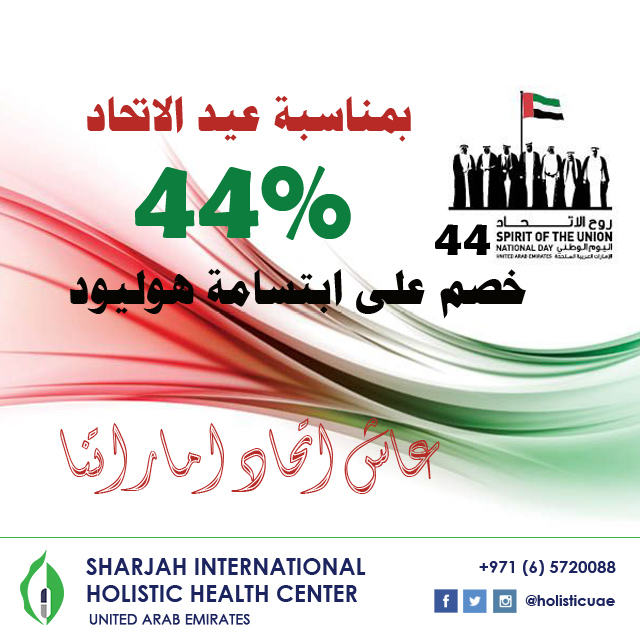 بمناسبة عيد الاتحاد
44%
خصم على ابتسامة هوليود
44
روح الاتحاد
SPIRIT OF THE UNION
NATIONAL DAY اليوم الوطني
UNITED ARAB EMIRATES الإمارات العربية المتحدة
عاش اتحاد اماراتنا
SHARJAH INTERNATIONAL
HOLISTIC HEALTH CENTER
UNITED ARAB EMIRATES
+971 (6) 5720088
@holisticuae